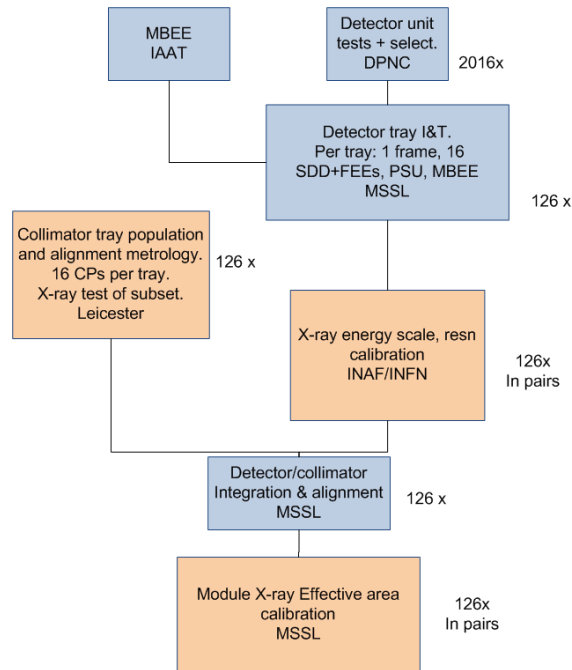 MBEE
IAAT
Detector unit
tests + select.
DPNC
2016x
Detector tray I&T.
Per tray: 1 frame, 16
SDD+FEEs, PSU, MBEE
MSSL
126 x
Collimator tray population
and alignment metrology.
16 CPs per tray.
X-ray test of subset.
Leicester
126 x
X-ray energy scale, resn
calibration
INAF/INFN
126x
In pairs
Detector/collimator
Integration & alignment
MSSL
126 x
Module X-ray Effective area
calibration
MSSL
126x
In pairs